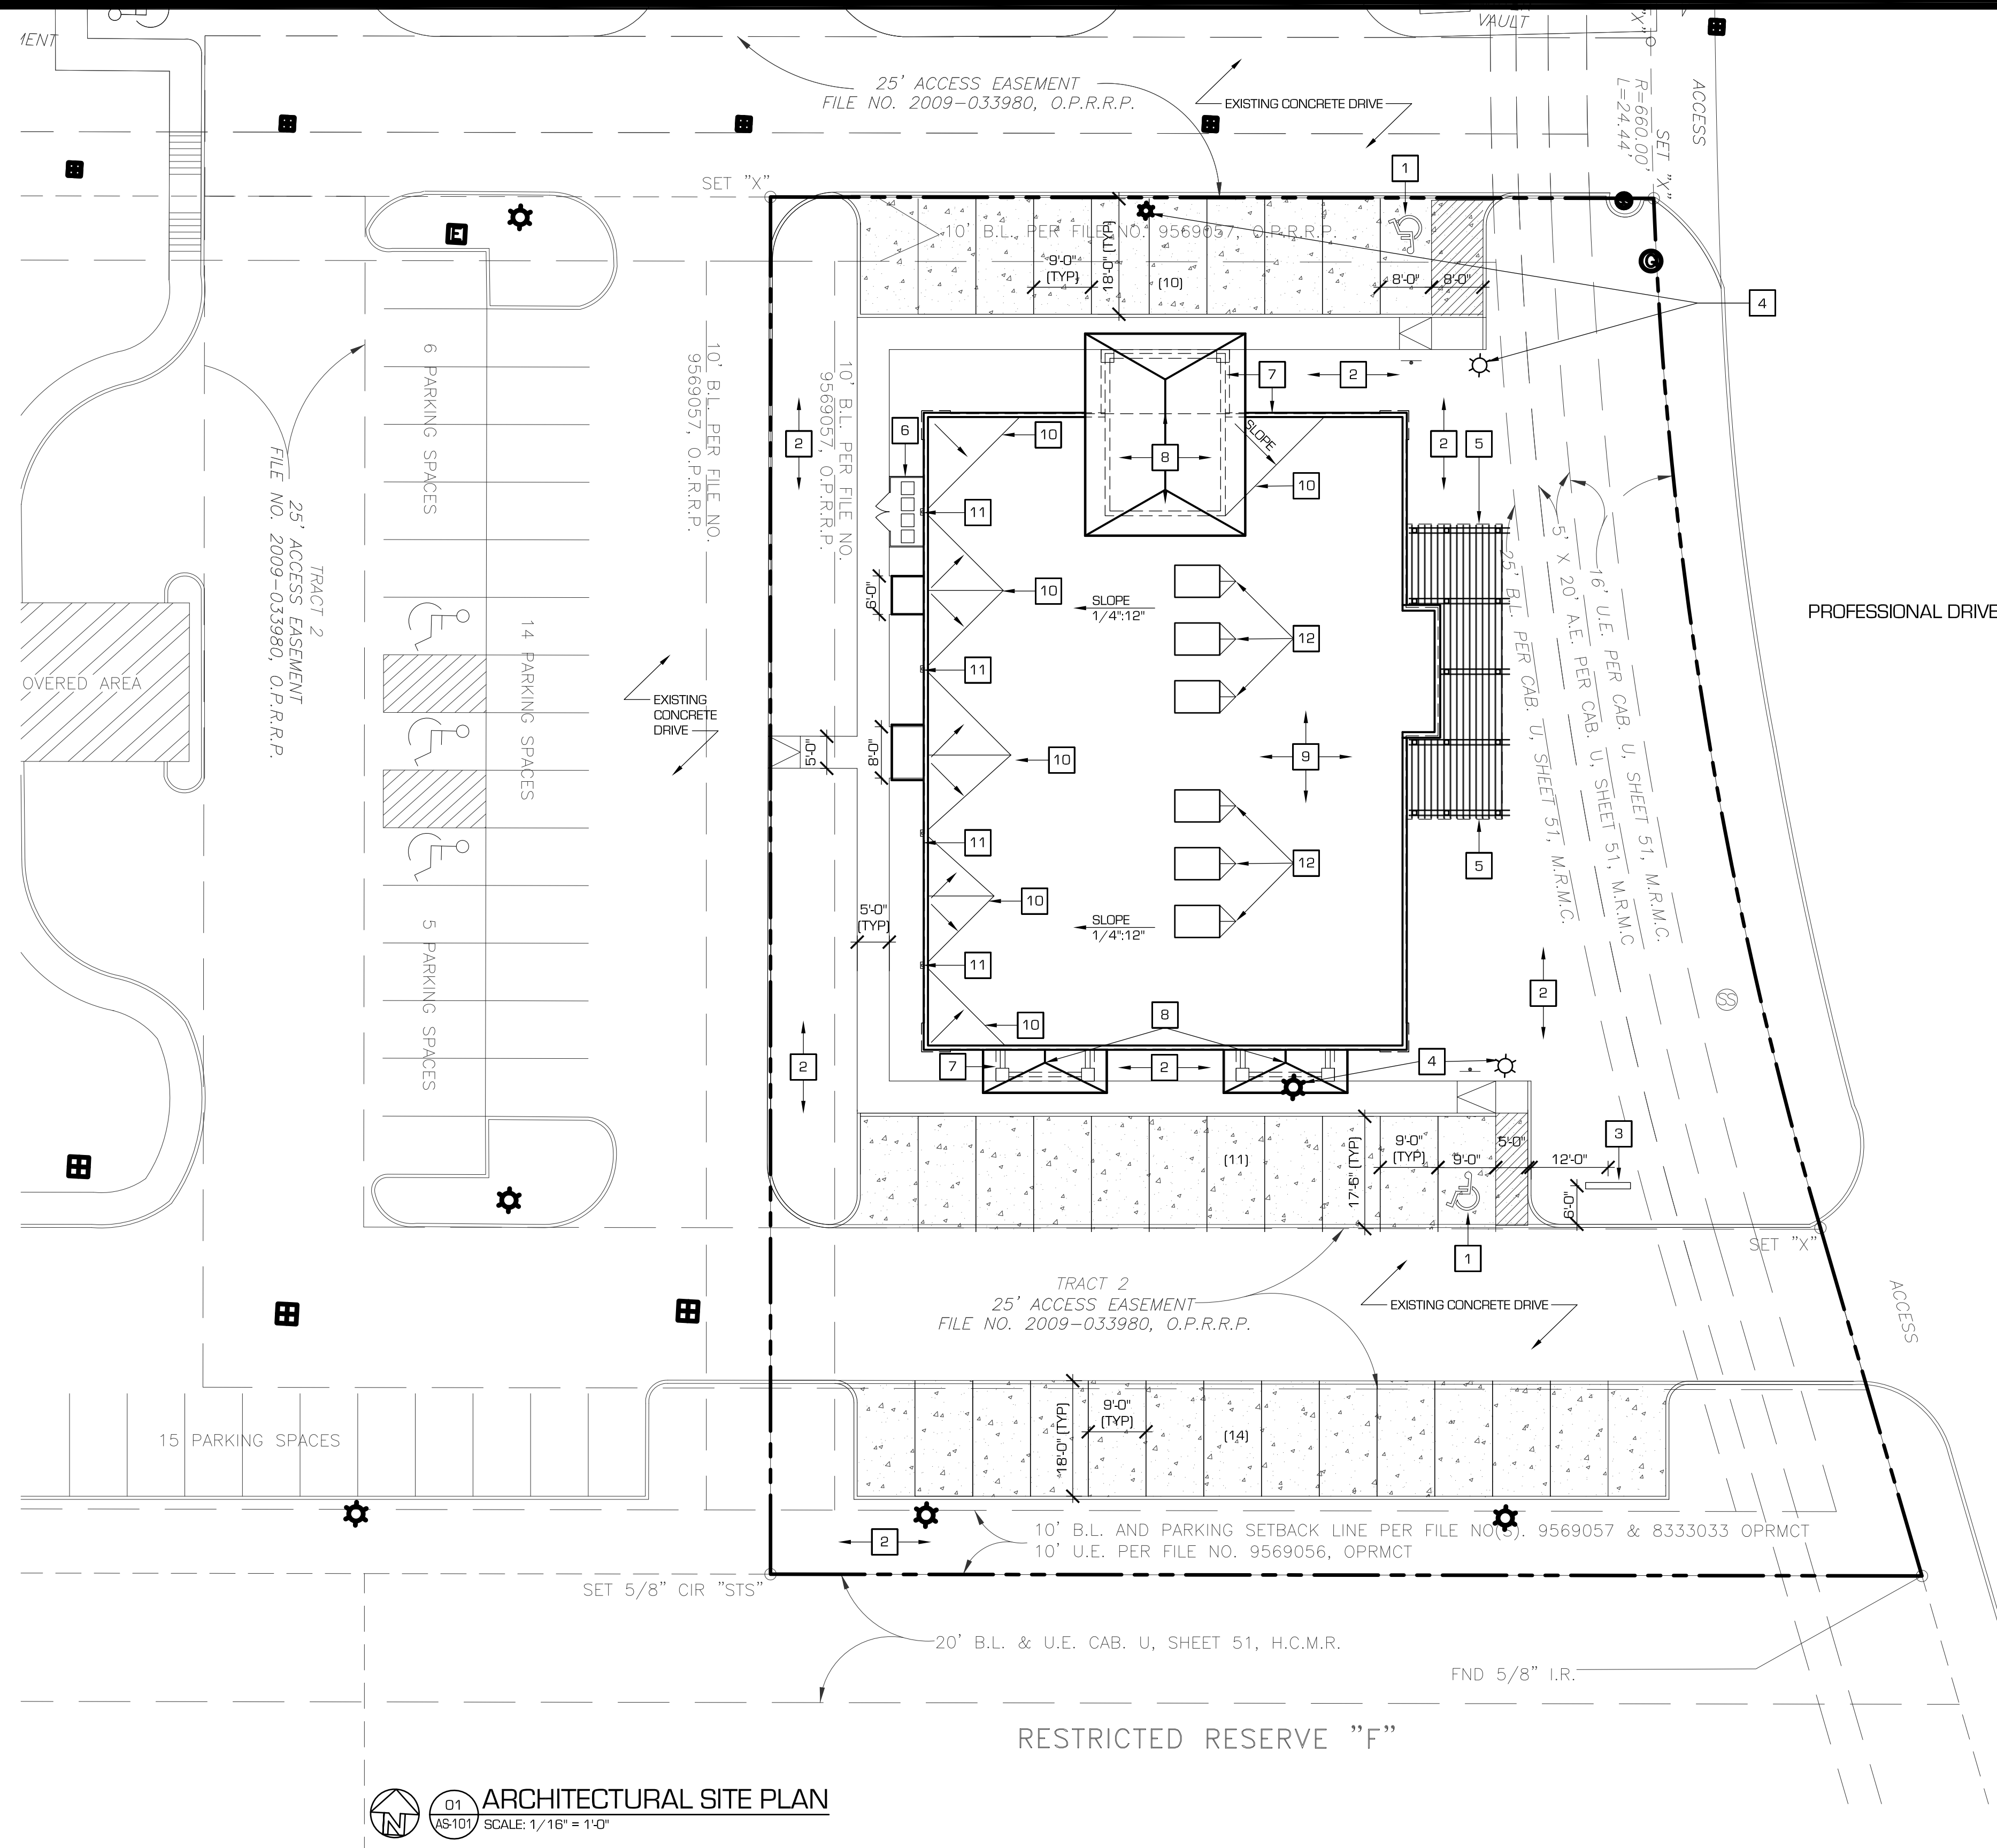 VAULT
"X"
25' ACCESS EASEMENT
FILE NO. 2009-033980, O.P.R.R.P.
EXISTING CONCRETE DRIVE
R=660.00'
L=24.44'
SET "X"
ACCESS
SET "X"
1
10' B.L. PER FILE NO. 9569057, O.P.R.R.P.
9'-0"
(TYP)
18'-0" (TYP)
(10)
8'-0"
8'-0"
G
4
E
6 PARKING SPACES
10' B.L. PER FILE NO.
9569057, O.P.R.R.P.
10' B.L. PER FILE NO.
9569057, O.P.R.R.P.
7
2
2
6
10
SLOPE
8
2
5
10
11
25' ACCESS EASEMENT
FILE NO. 2009-033980, O.P.R.R.P.
TRACT 2
6'-0"
10
SLOPE
1/4":12"
12
5' X 20' A.E. PER CAB. U, SHEET 51, M.R.M.C
16' U.E. PER CAB. U, SHEET 51, M.R.M.C.
25' B.L. PER CAB. U, SHEET 51, M.R.M.C.
PROFESSIONAL DRIVE
14 PARKING SPACES
11
OVERED AREA
EXISTING
CONCRETE
DRIVE
5'-0"
8'-0"
10
9
11
12
5
5'-0"
(TYP)
10
SLOPE
1/4":12"
5 PARKING SPACES
11
2
SS
10
8
2
7
2
4
(11)
17'-6" (TYP)
9'-0"
(TYP)
9'-0"
5'-0"
12'-0"
3
6'-0"
1
SET "X"
TRACT 2
25' ACCESS EASEMENT
FILE NO. 2009-033980, O.P.R.R.P.
EXISTING CONCRETE DRIVE
ACCESS
15 PARKING SPACES
18'-0" (TYP)
9'-0"
(TYP)
(14)
10' B.L. AND PARKING SETBACK LINE PER FILE NO(S). 9569057 & 8333033 OPRMCT
10' U.E. PER FILE NO. 9569056, OPRMCT
2
SET 5/8" CIR "STS"
20' B.L. & U.E. CAB. U, SHEET 51, H.C.M.R.
FND 5/8" I.R.
RESTRICTED RESERVE "F"
N
01
AS-101
ARCHITECTURAL SITE PLAN
SCALE: 1/16" = 1'-0"